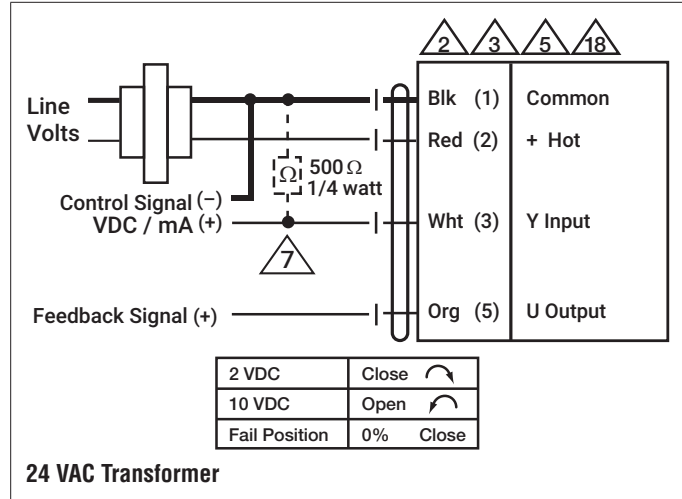 2 3 5 18
Line
Volts
Blk (1) Common
Red (2) + Hot
Ω 500 Ω
1/4 watt
Control Signal (−)
VDC / mA (+)
Wht (3) Y Input
7
Feedback Signal (+)
Org (5) U Output
2 VDC Close
10 VDC Open
Fail Position 0% Close
24 VAC Transformer